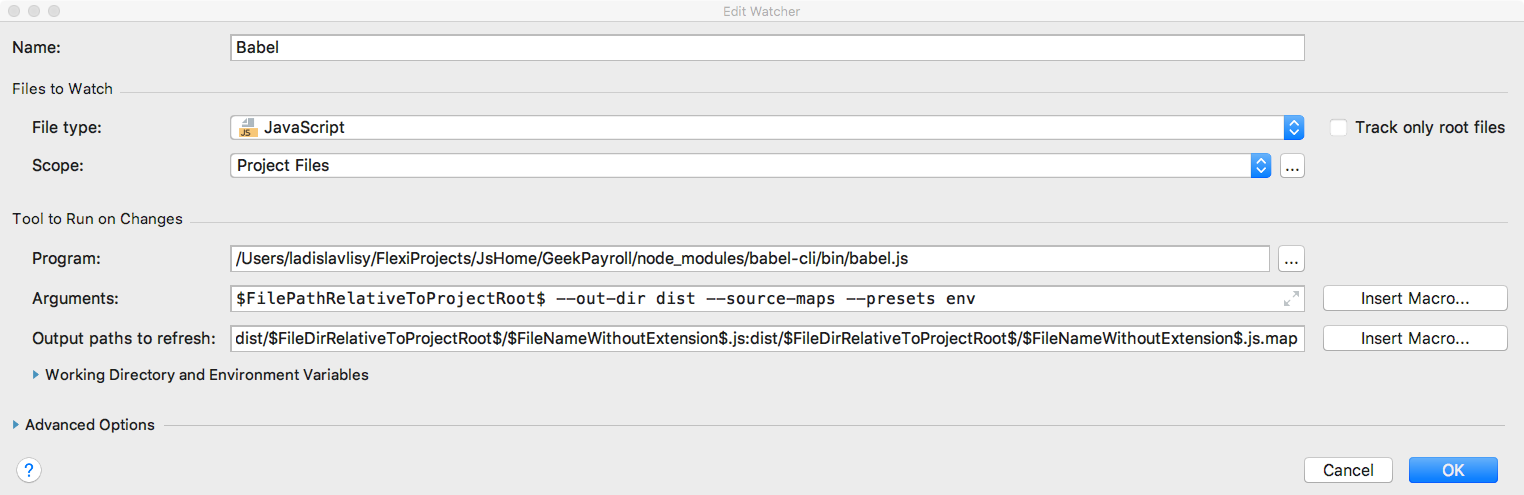 Edit Watcher
Name: Babel
Files to Watch
File type: JS JavaScript Track only root files
Scope: Project Files ...
Tool to Run on Changes
Program: /Users/ladislavlisy/FlexiProjects/JsHome/GeekPayroll/node_modules/babel-cli/bin/babel.js ...
Arguments: $FilePathRelativeToProjectRoot$ --out-dir dist --source-maps --presets env Insert Macro...
Output paths to refresh: dist/$FileDirRelativeToProjectRoot$/$FileNameWithoutExtension$.js:dist/$FileDirRelativeToProjectRoot$/$FileNameWithoutExtension$.js.map Insert Macro...
Working Directory and Environment Variables
Advanced Options
? Cancel OK